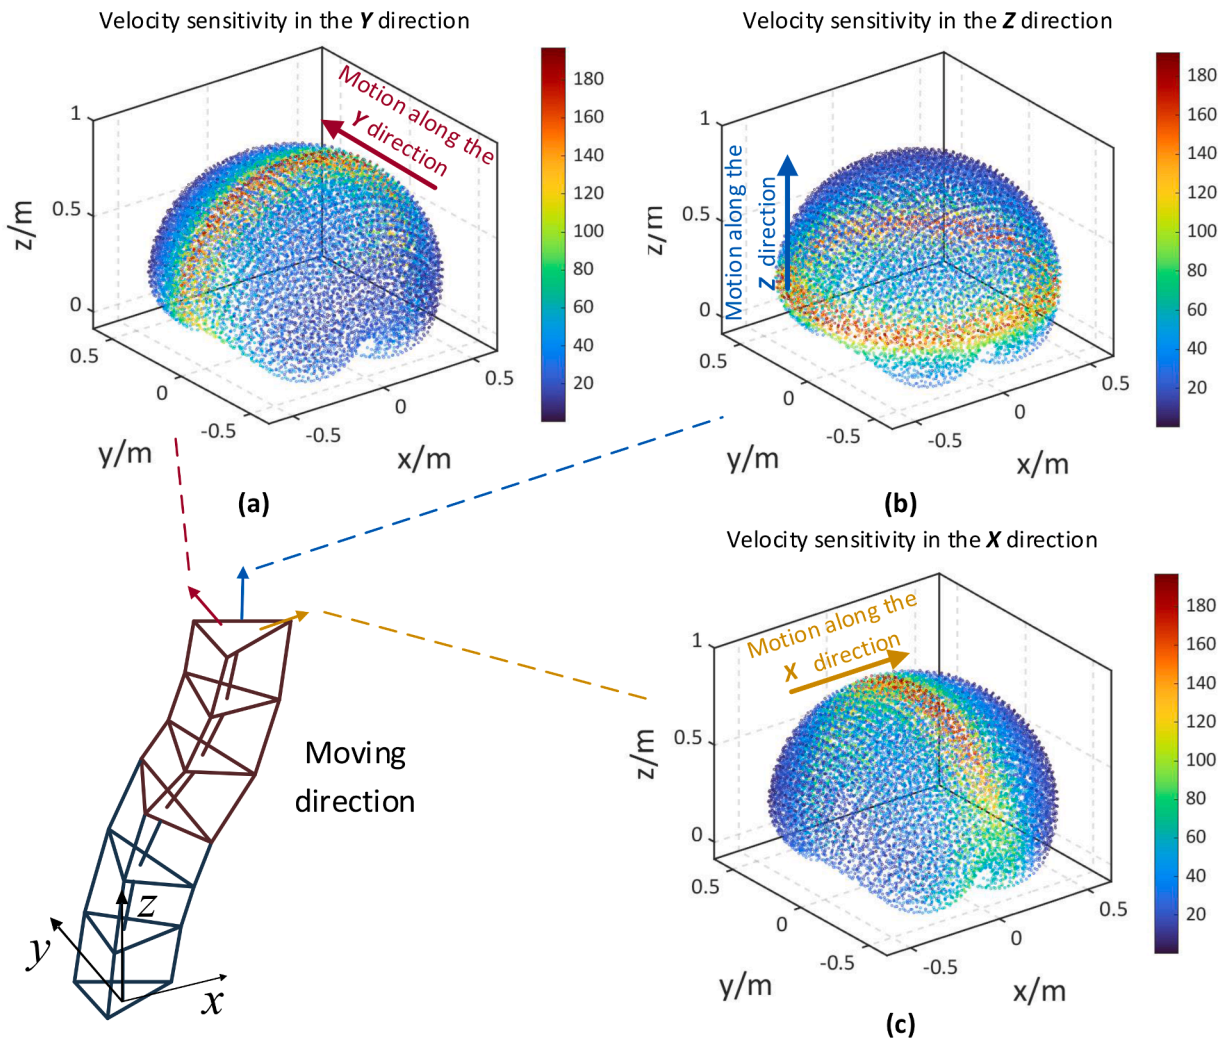 Velocity sensitivity in the Y direction
Motion along the
Y direction
z/m
1
0.5
0
0.5
0
-0.5
y/m
-0.5
0
0.5
x/m
180
160
140
120
100
80
60
40
20
(a)
Velocity sensitivity in the Z direction
Motion along the
Z direction
z/m
1
0.5
0
0.5
0
-0.5
y/m
-0.5
0
0.5
x/m
180
160
140
120
100
80
60
40
20
(b)
Velocity sensitivity in the X direction
Motion along the
X direction
z/m
1
0.5
0
0.5
0
-0.5
y/m
-0.5
0
0.5
x/m
180
160
140
120
100
80
60
40
20
(c)
Moving
direction
z
y
x